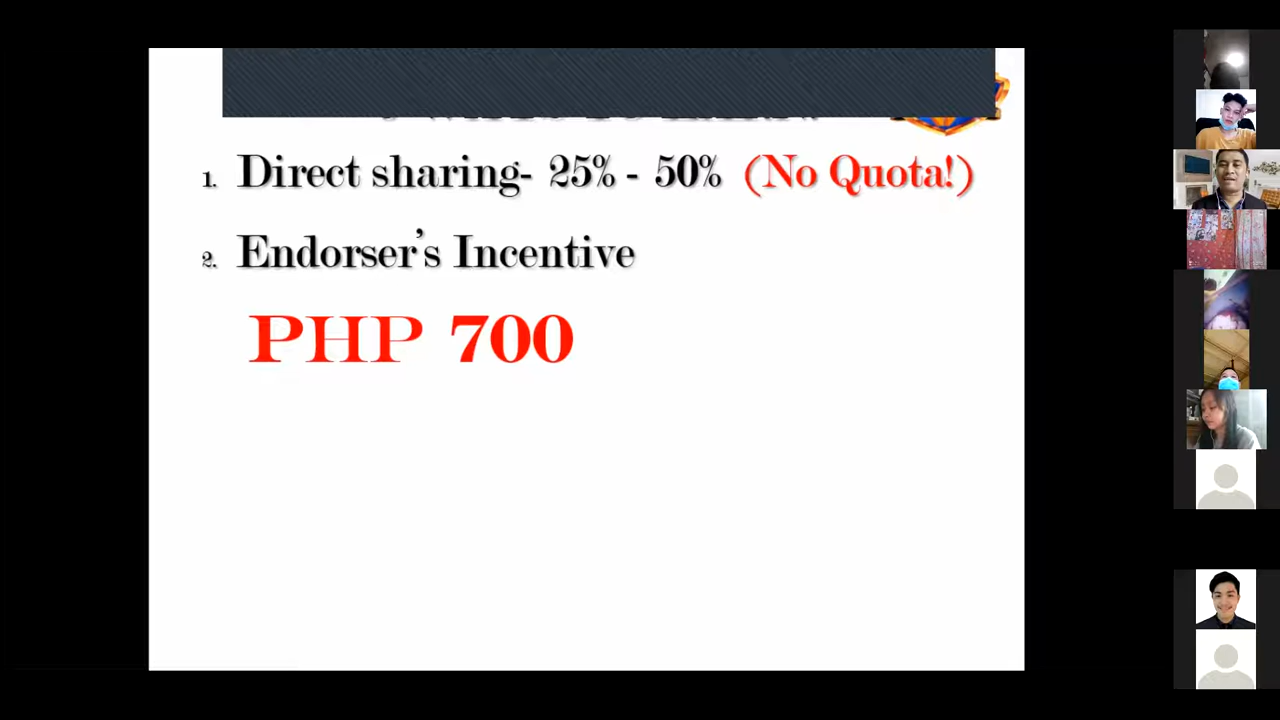 1. Direct sharing- 25% - 50% (No Quota!)
2. Endorser's Incentive
PHP 700